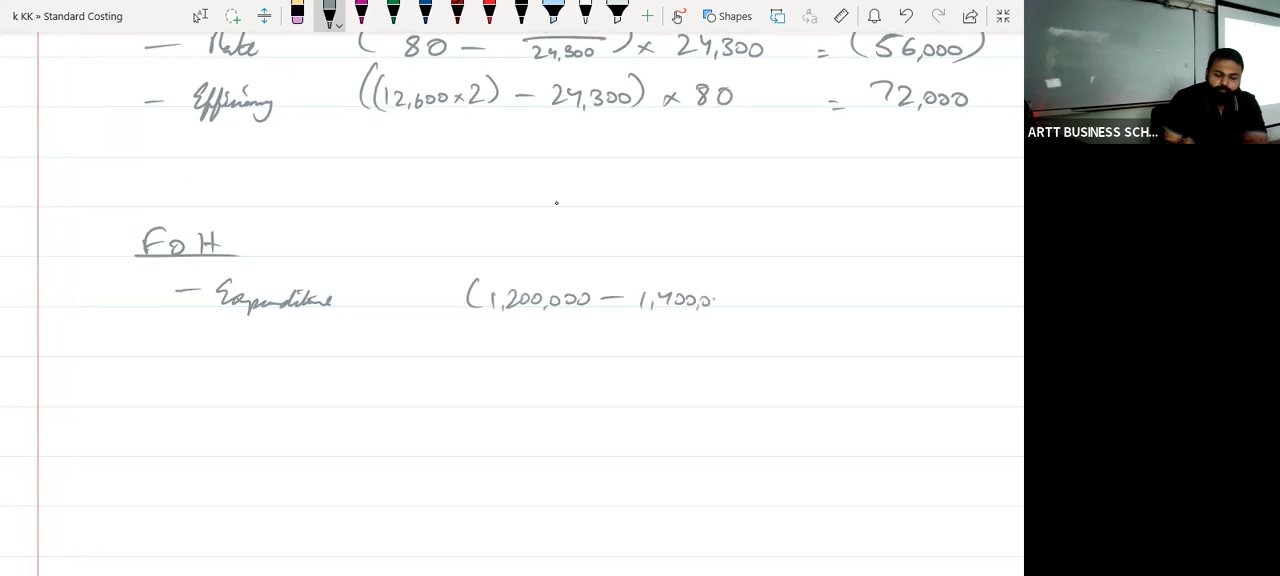 k KK » Standard Costing
Shapes
ARTT BUSINESS SCH...
— Rate ( 80 — 24,300 ) × 24,300 = (56,000)
— Efficiency ((12,600×2) — 24,300) × 80 = 72,000
FOH
— Expenditure (1,200,000 — 1,400,0